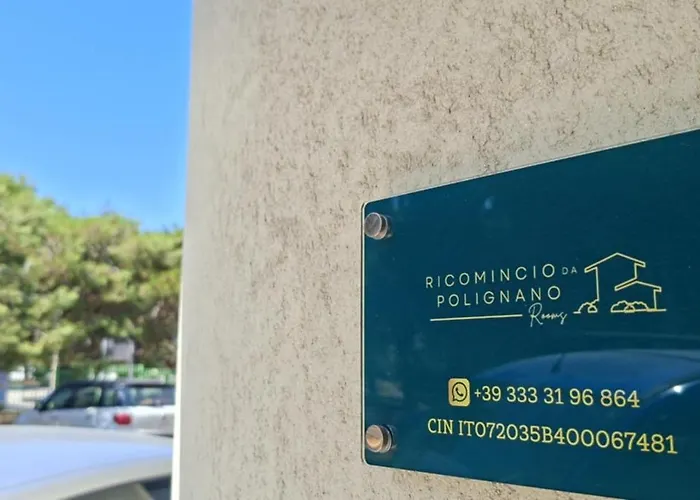 RICOMINCIO DA
POLIGNANO
Rooms
+39 333 31 96 864
CIN IT072035B400067481